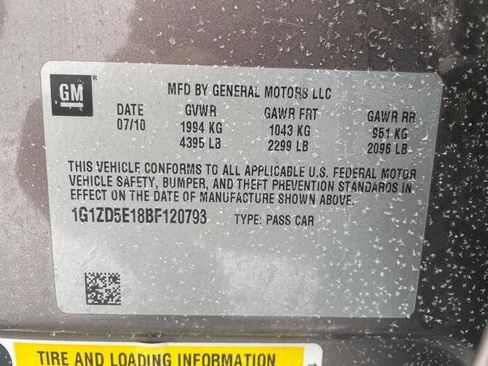 GM
MFD BY GENERAL MOTORS LLC
DATE GVWR GAWR FRT GAWR RR
07/10 1994 KG 1043 KG 951 KG
4395 LB 2299 LB 2096 LB
THIS VEHICLE CONFORMS TO ALL APPLICABLE U.S. FEDERAL MOTOR
VEHICLE SAFETY, BUMPER, AND THEFT PREVENTION STANDARDS IN
EFFECT ON THE DATE OF MANUFACTURE SHOWN ABOVE.
1G1ZD5E18BF120793 TYPE: PASS CAR
TIRE AND LOADING INFORMATION